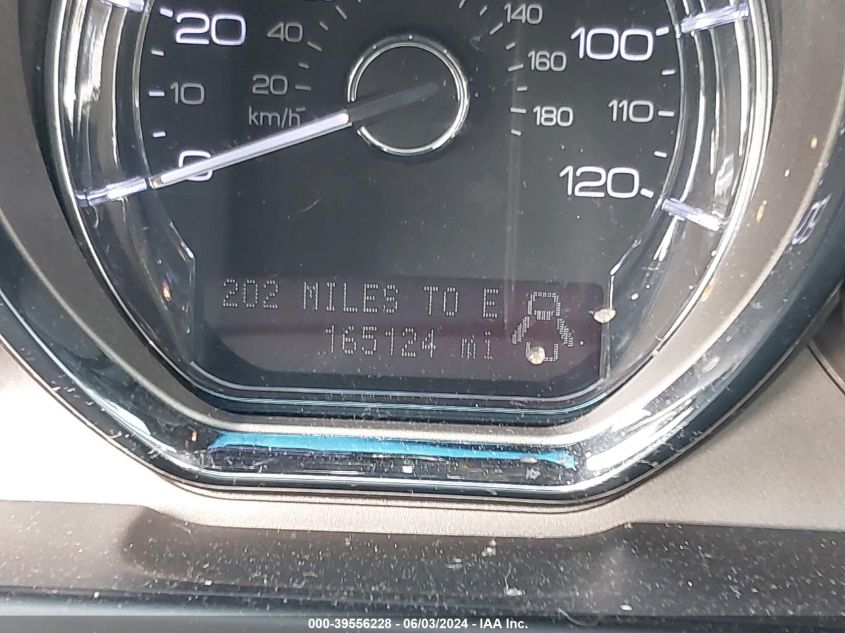 20 40 140 100
10 20 160 110
km/h 180
0 120
202 MILES TO E
165124 mi
000-39556228 - 06/03/2024 - IAA Inc.